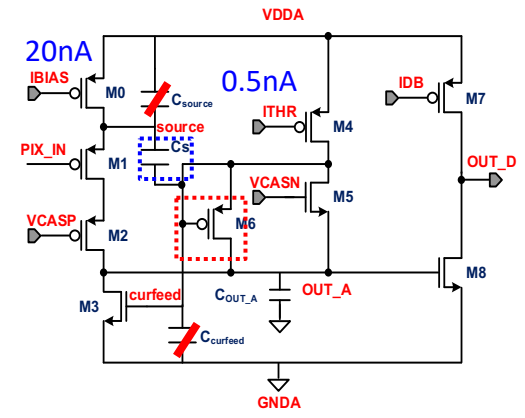 VDDA
20nA
IBIAS
M0
Csource
0.5nA
IDB
M7
ITHR
M4
source
PIX_IN
M1
Cs
OUT_D
VCASN
M5
VCASP
M2
M6
M3
curfeed
COUT_A
OUT_A
M8
Ccurfeed
GNDA